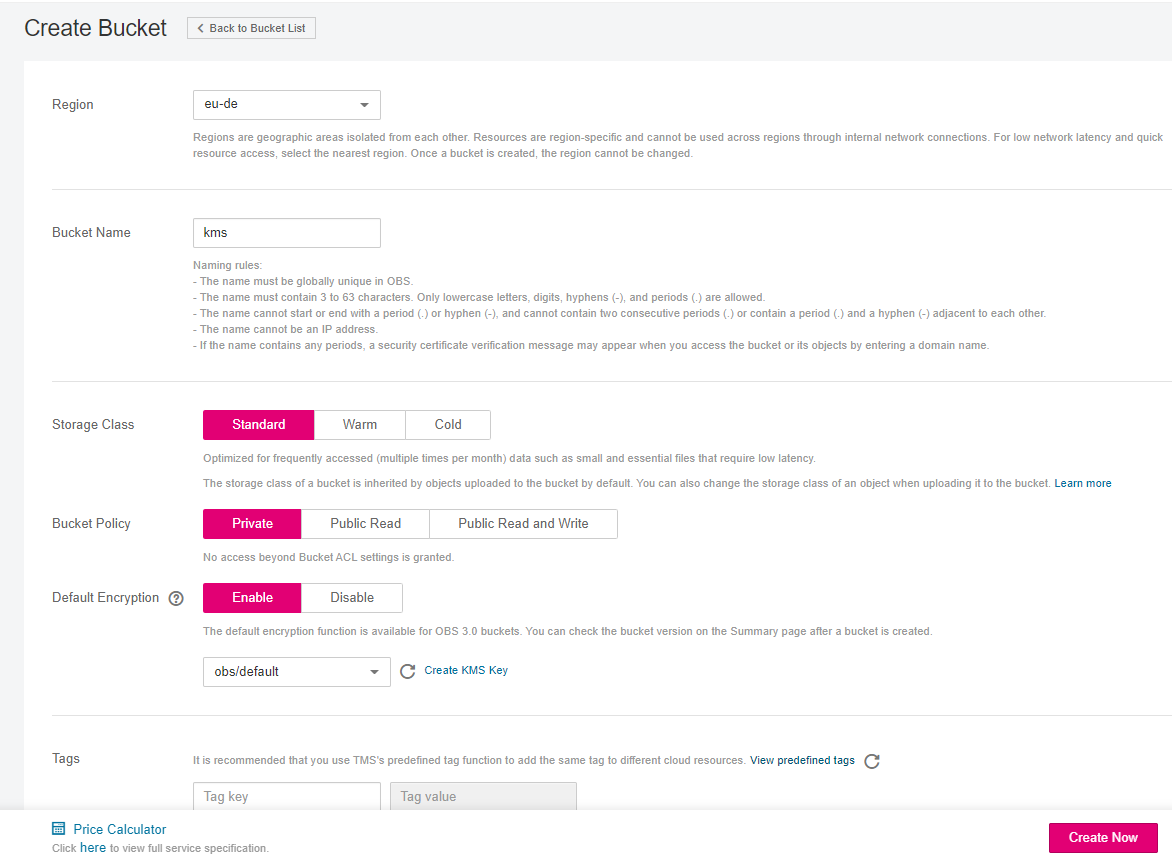 Create Bucket
Back to Bucket List
Region
eu-de
Regions are geographic areas isolated from each other. Resources are region-specific and cannot be used across regions through internal network connections. For low network latency and quick
resource access, select the nearest region. Once a bucket is created, the region cannot be changed.
Bucket Name
kms
Naming rules:
- The name must be globally unique in OBS.
- The name must contain 3 to 63 characters. Only lowercase letters, digits, hyphens (-), and periods (.) are allowed.
- The name cannot start or end with a period (.) or hyphen (-), and cannot contain two consecutive periods (.) or contain a period (.) and a hyphen (-) adjacent to each other.
- The name cannot be an IP address.
- If the name contains any periods, a security certificate verification message may appear when you access the bucket or its objects by entering a domain name.
Storage Class
Standard
Warm
Cold
Optimized for frequently accessed (multiple times per month) data such as small and essential files that require low latency.
The storage class of a bucket is inherited by objects uploaded to the bucket by default. You can also change the storage class of an object when uploading it to the bucket. Learn more
Bucket Policy
Private
Public Read
Public Read and Write
No access beyond Bucket ACL settings is granted.
Default Encryption ?
Enable
Disable
The default encryption function is available for OBS 3.0 buckets. You can check the bucket version on the Summary page after a bucket is created.
obs/default
Create KMS Key
Tags
It is recommended that you use TMS's predefined tag function to add the same tag to different cloud resources. View predefined tags
Tag key
Tag value
Price Calculator
Click here to view full service specification.
Create Now